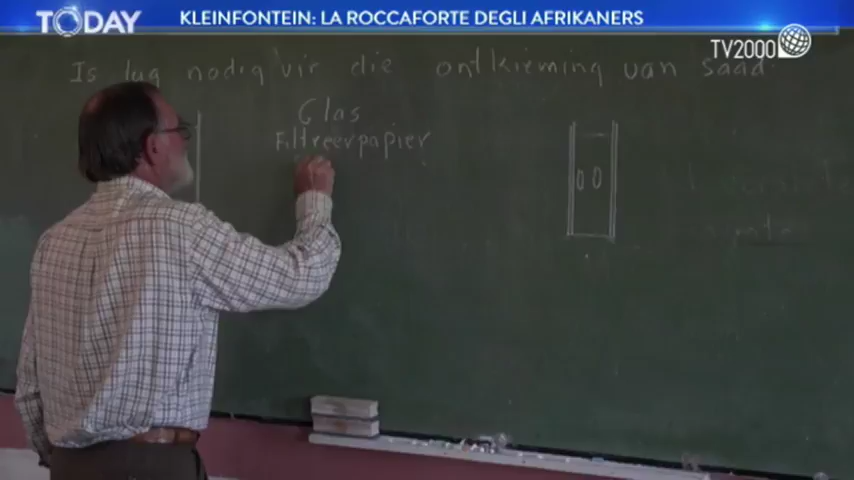 TODAY
KLEINFONTEIN: LA ROCCAFORTE DEGLI AFRIKANERS
TV2000
Is lug nodig vir die ontkieming van saad.
Glas
Filtreerpapier